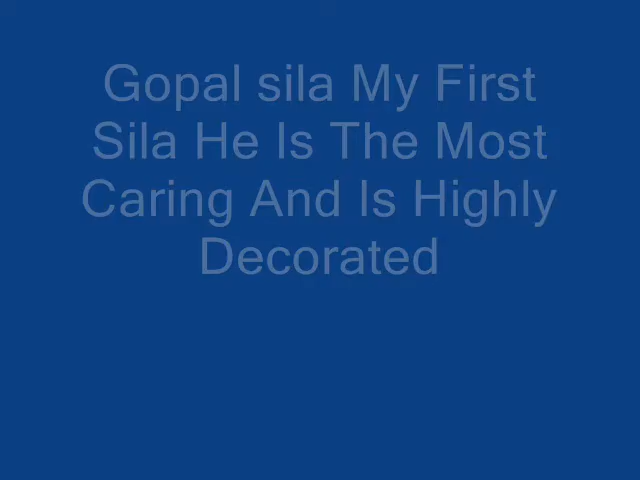 Gopal sila My First
Sila He Is The Most
Caring And Is Highly
Decorated